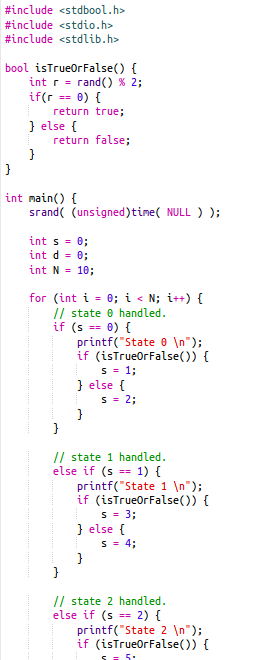 #include <stdbool.h>
#include <stdio.h>
#include <stdlib.h>

bool isTrueOrFalse() {
    int r = rand() % 2;
    if(r == 0) {
        return true;
    } else {
        return false;
    }
}

int main() {
    srand( (unsigned)time( NULL ) );

    int s = 0;
    int d = 0;
    int N = 10;

    for (int i = 0; i < N; i++) {
        // state 0 handled.
        if (s == 0) {
            printf("State 0 \n");
            if (isTrueOrFalse()) {
                s = 1;
            } else {
                s = 2;
            }
        }

        // state 1 handled.
        else if (s == 1) {
            printf("State 1 \n");
            if (isTrueOrFalse()) {
                s = 3;
            } else {
                s = 4;
            }
        }

        // state 2 handled.
        else if (s == 2) {
            printf("State 2 \n");
            if (isTrueOrFalse()) {
                s = 5;